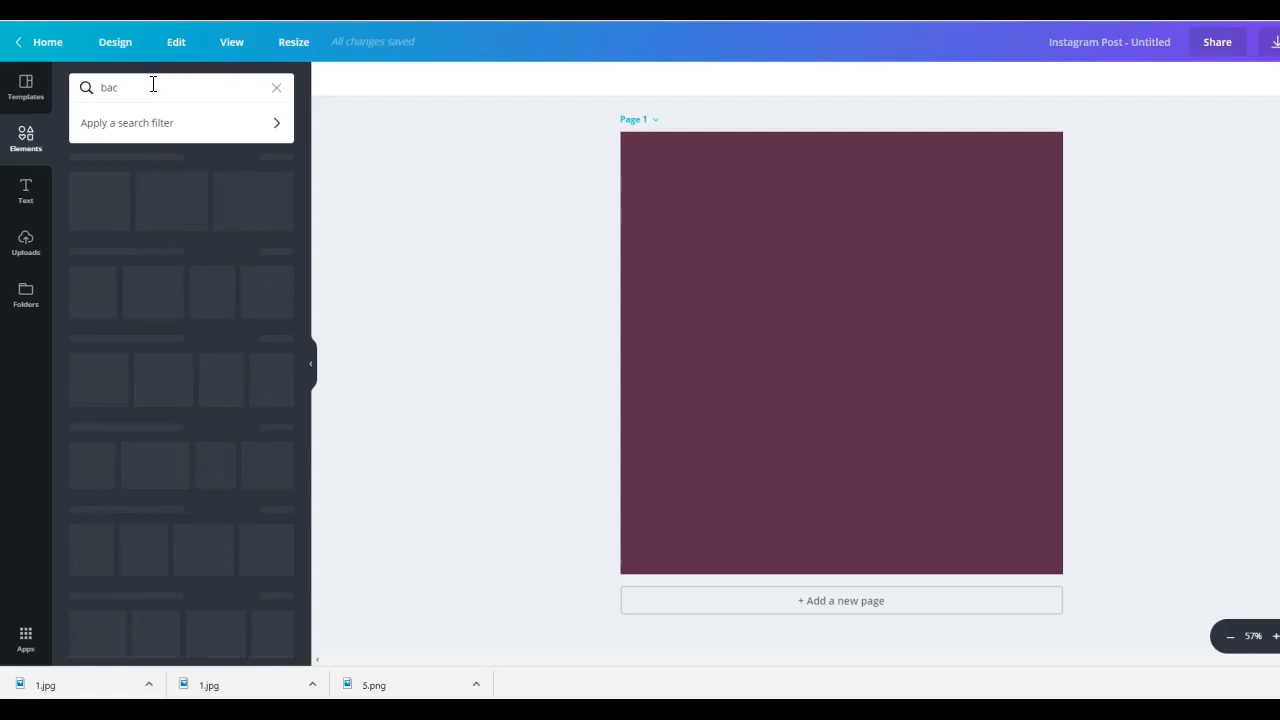 Home
Design
Edit
View
Resize
All changes saved
Instagram Post - Untitled
Share
Templates
Elements
Text
Uploads
Folders
Apps
bac
Apply a search filter
Page 1
+ Add a new page
57%
1.jpg
1.jpg
5.png